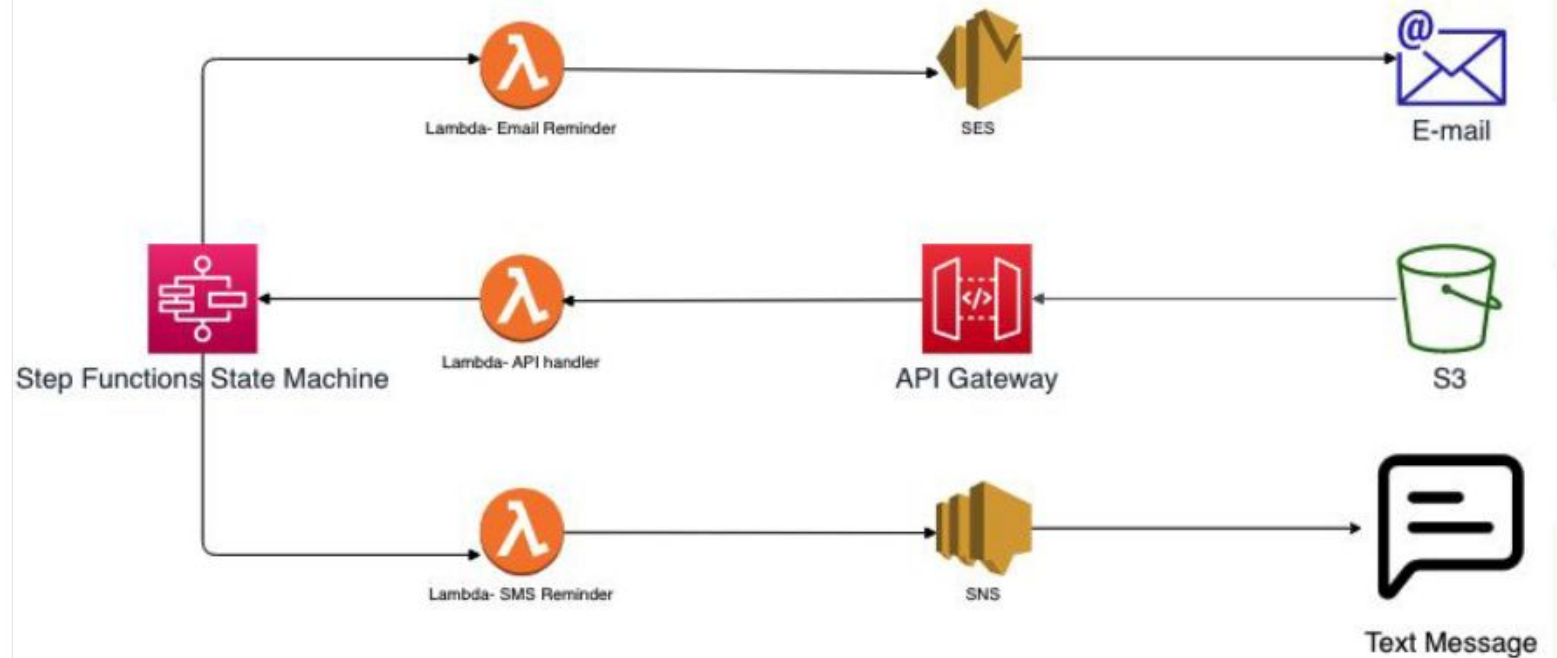 @
Lambda- Email Reminder
SES
E-mail
</>
Step Functions State Machine
Lambda- API handler
API Gateway
S3
Lambda- SMS Reminder
SNS
Text Message